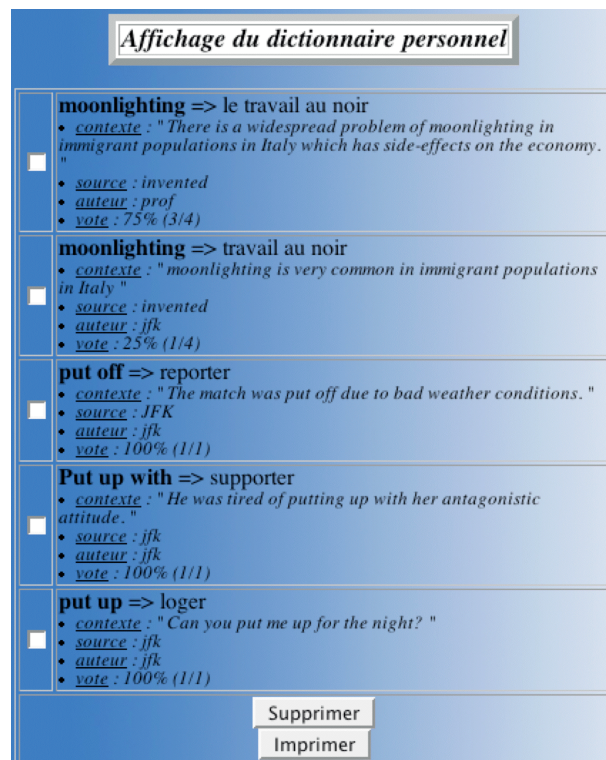 Affichage du dictionnaire personnel
moonlighting => le travail au noir
• contexte : " There is a widespread problem of moonlighting in
immigrant populations in Italy which has side-effects on the economy.
"
• source : invented
• auteur : prof
• vote : 75% (3/4)
moonlighting => travail au noir
• contexte : " moonlighting is very common in immigrant populations
in Italy "
• source : invented
• auteur : jfk
• vote : 25% (1/4)
put off => reporter
• contexte : " The match was put off due to bad weather conditions. "
• source : JFK
• auteur : jfk
• vote : 100% (1/1)
Put up with => supporter
• contexte : " He was tired of putting up with her antagonistic
attitude. "
• source : jfk
• auteur : jfk
• vote : 100% (1/1)
put up => loger
• contexte : " Can you put me up for the night? "
• source : jfk
• auteur : jfk
• vote : 100% (1/1)
Supprimer
Imprimer